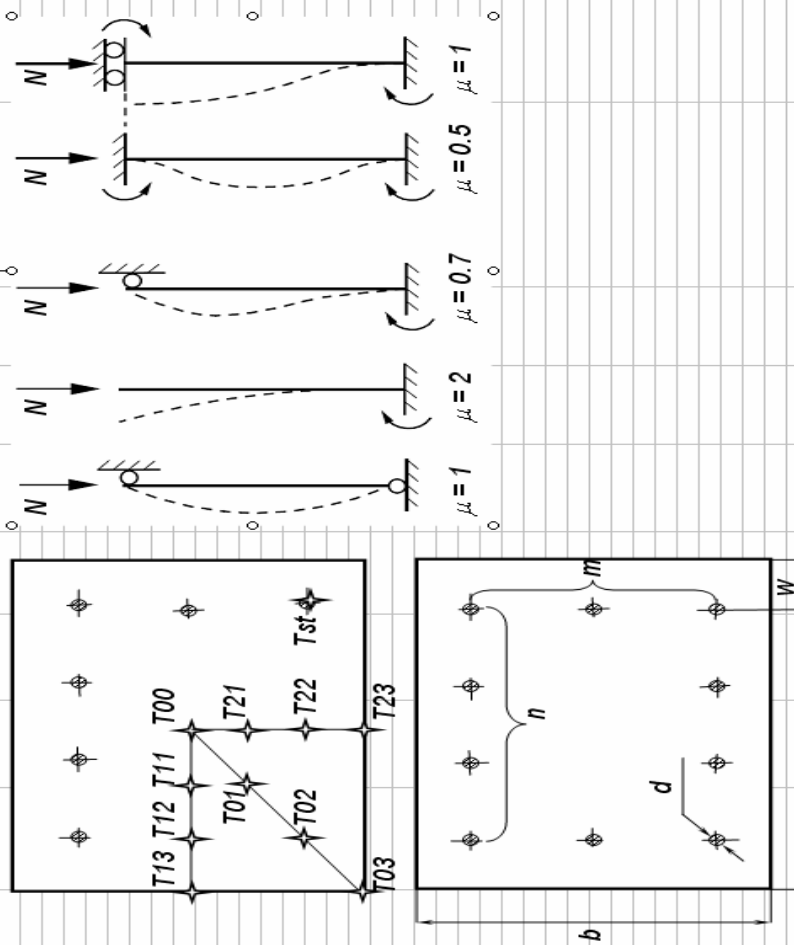 N
μ = 1
N
μ = 0.5
N
μ = 0.7
N
μ = 2
N
μ = 1
Tst
T00
T21
T22
T23
T11
T12
T13
T01
T02
T03
m
w
n
d
b